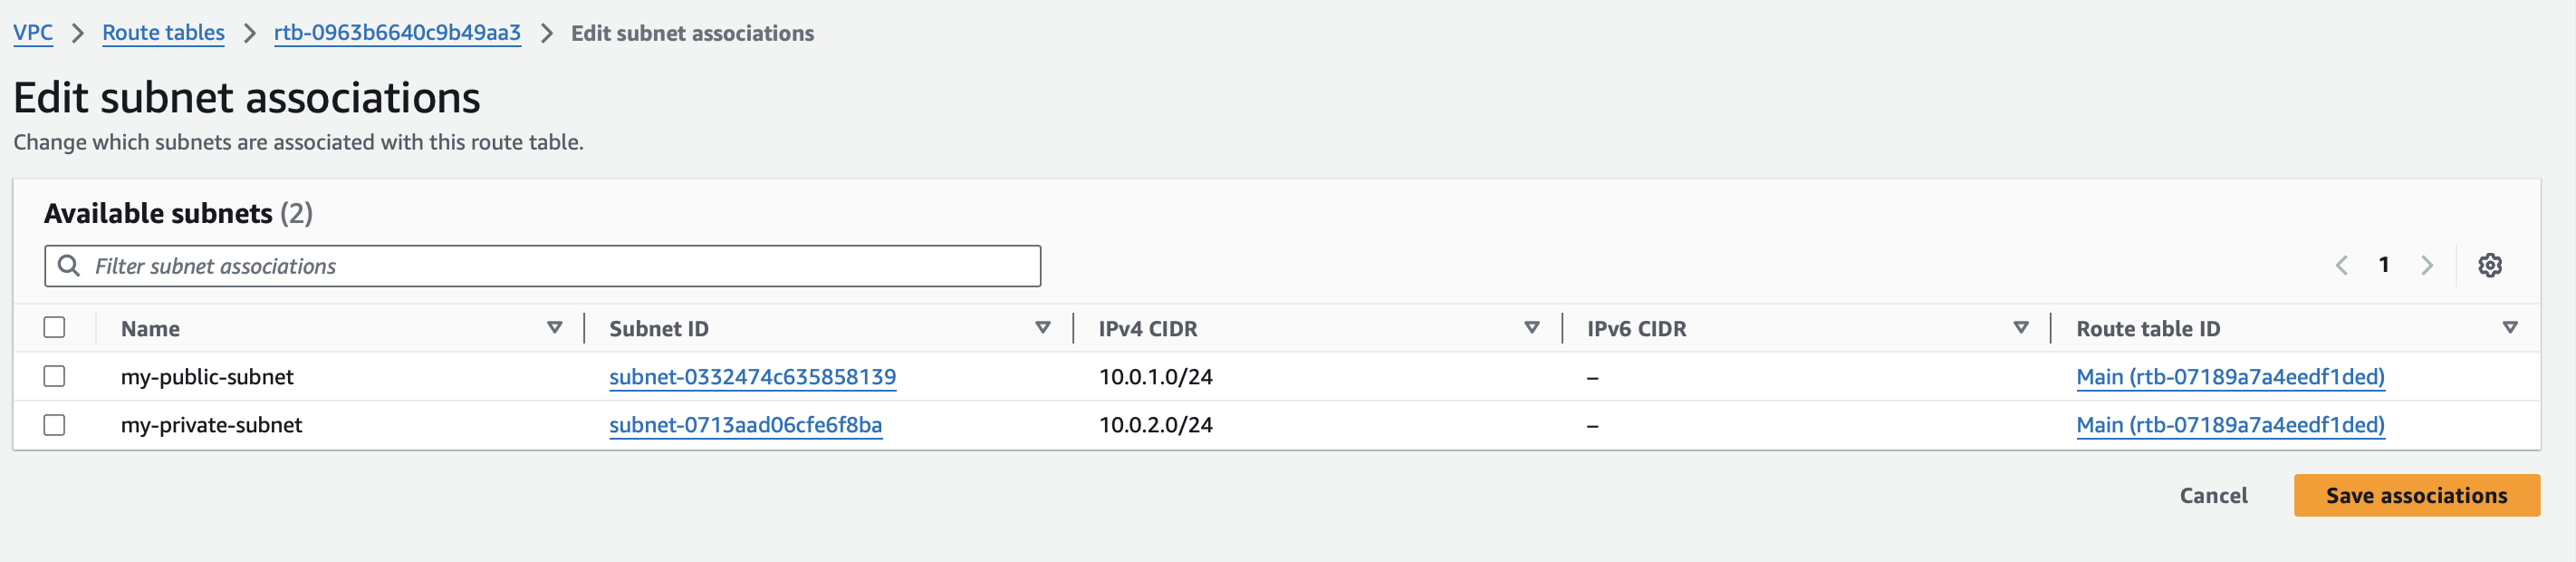 VPC > Route tables > rtb-0963b6640c9b49aa3 > Edit subnet associations
Edit subnet associations
Change which subnets are associated with this route table.
Available subnets (2)
Filter subnet associations
1
Name Subnet ID IPv4 CIDR IPv6 CIDR Route table ID
my-public-subnet subnet-0332474c635858139 10.0.1.0/24 – Main (rtb-07189a7a4eedf1ded)
my-private-subnet subnet-0713aad06cfe6f8ba 10.0.2.0/24 – Main (rtb-07189a7a4eedf1ded)
Cancel Save associations